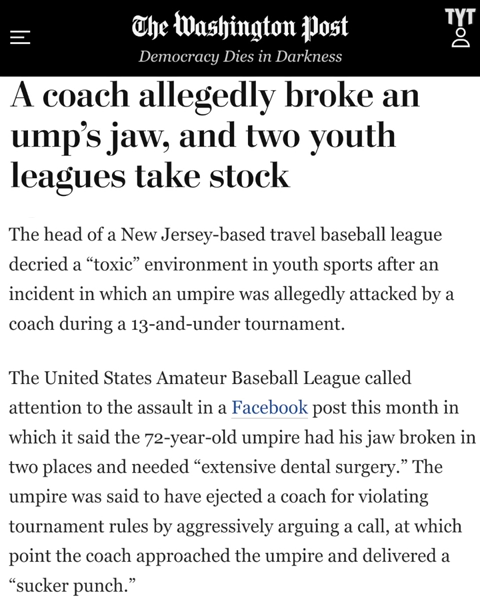 The Washington Post
TYT
Democracy Dies in Darkness
A coach allegedly broke an
ump’s jaw, and two youth
leagues take stock
The head of a New Jersey-based travel baseball league
decried a “toxic” environment in youth sports after an
incident in which an umpire was allegedly attacked by a
coach during a 13-and-under tournament.
The United States Amateur Baseball League called
attention to the assault in a Facebook post this month in
which it said the 72-year-old umpire had his jaw broken in
two places and needed “extensive dental surgery.” The
umpire was said to have ejected a coach for violating
tournament rules by aggressively arguing a call, at which
point the coach approached the umpire and delivered a
“sucker punch.”